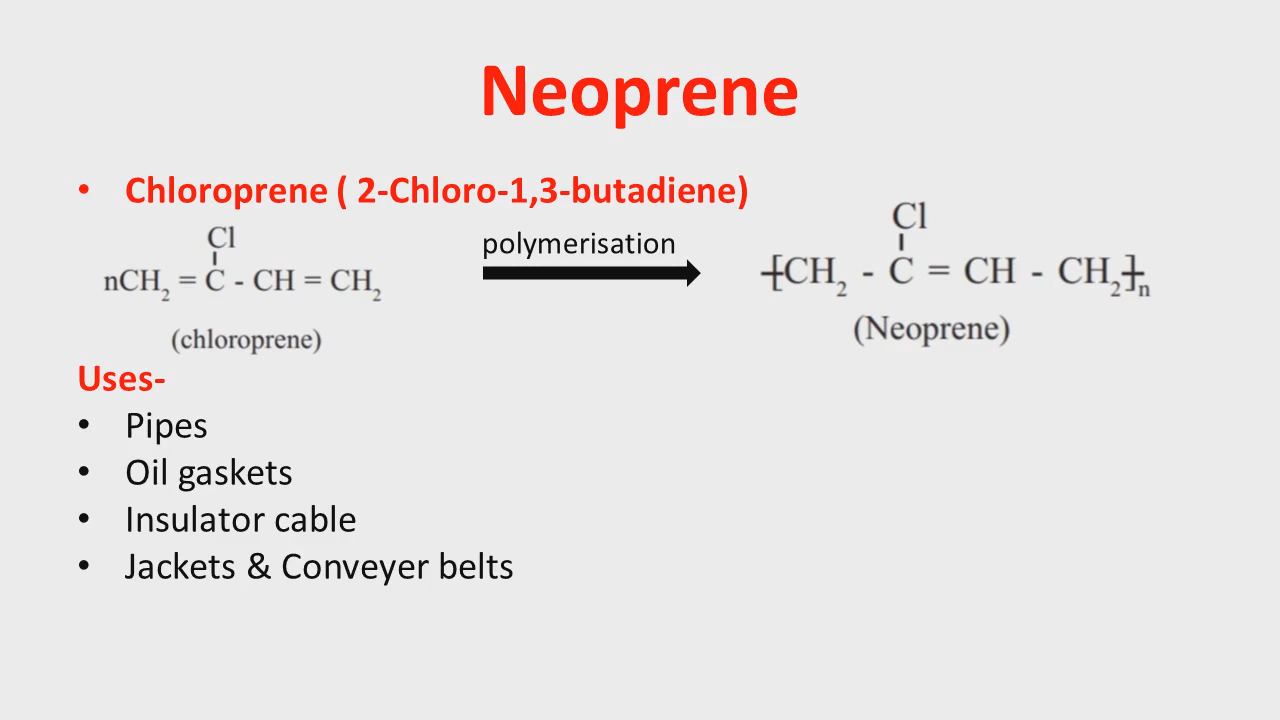 Neoprene
• Chloroprene ( 2-Chloro-1,3-butadiene)
Cl
nCH₂ = C - CH = CH₂
(chloroprene)
polymerisation
Cl
[CH₂ - C = CH - CH₂]ₙ
(Neoprene)
Uses-
• Pipes
• Oil gaskets
• Insulator cable
• Jackets & Conveyer belts